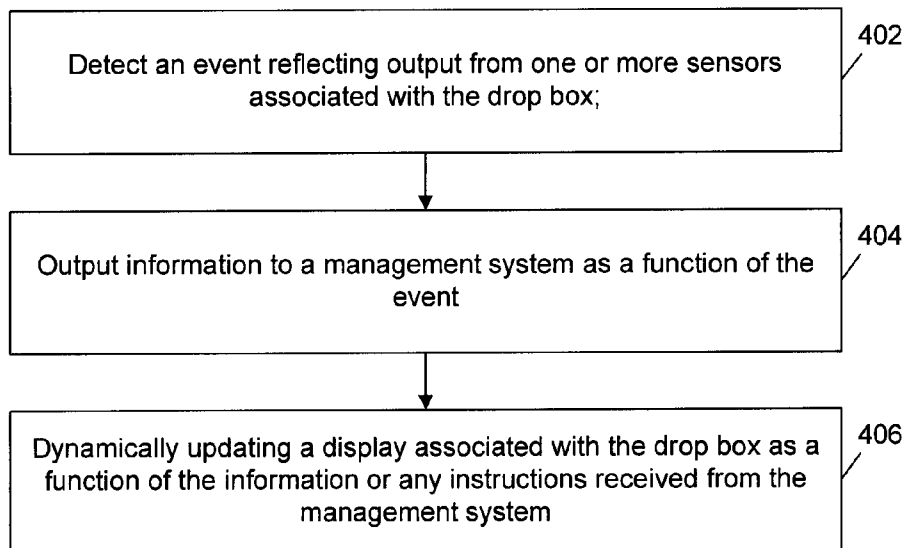 Detect an event reflecting output from one or more sensors
associated with the drop box;
402
Output information to a management system as a function of the
event
404
Dynamically updating a display associated with the drop box as a
function of the information or any instructions received from the
management system
406